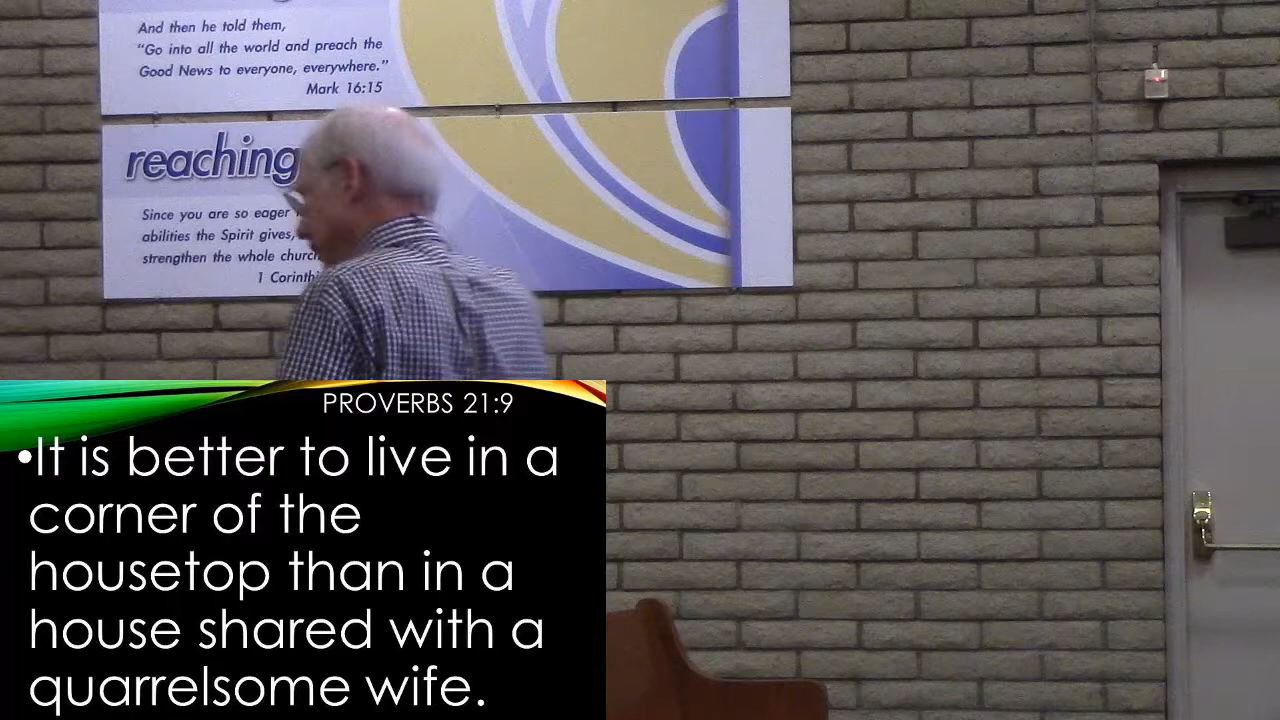 And then he told them,
“Go into all the world and preach the
Good News to everyone, everywhere.”
Mark 16:15
reaching
Since you are so eager
abilities the Spirit gives,
strengthen the whole church
1 Corinthi
PROVERBS 21:9
•It is better to live in a
corner of the
housetop than in a
house shared with a
quarrelsome wife.